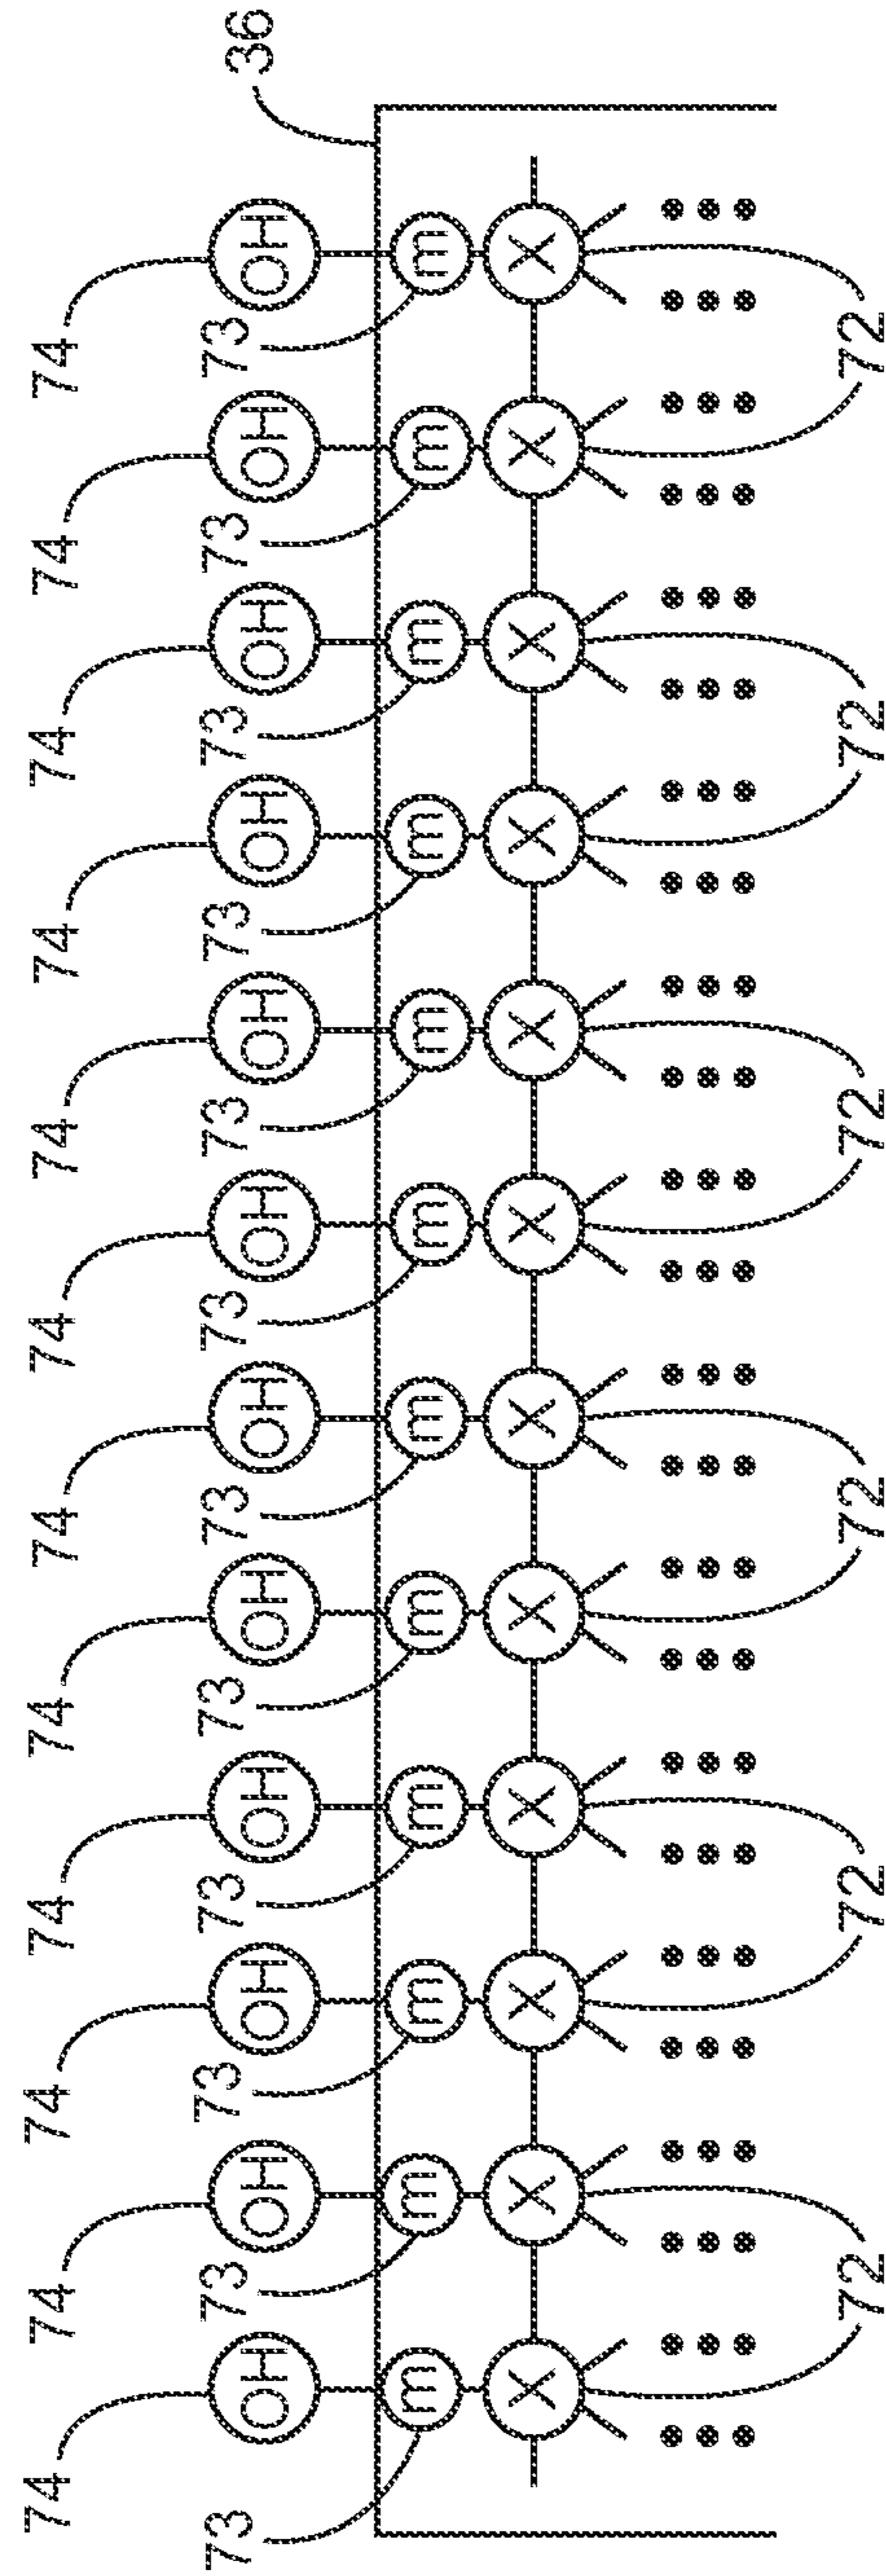 74 74 74 74 74 74 74 74 74 74 74 74
73 73 73 73 73 73 73 73 73 73 73 73 36
OH OH OH OH OH OH OH OH OH OH OH OH
m m m m m m m m m m m m
X X X X X X X X X X X X
72 72 72 72 72 72